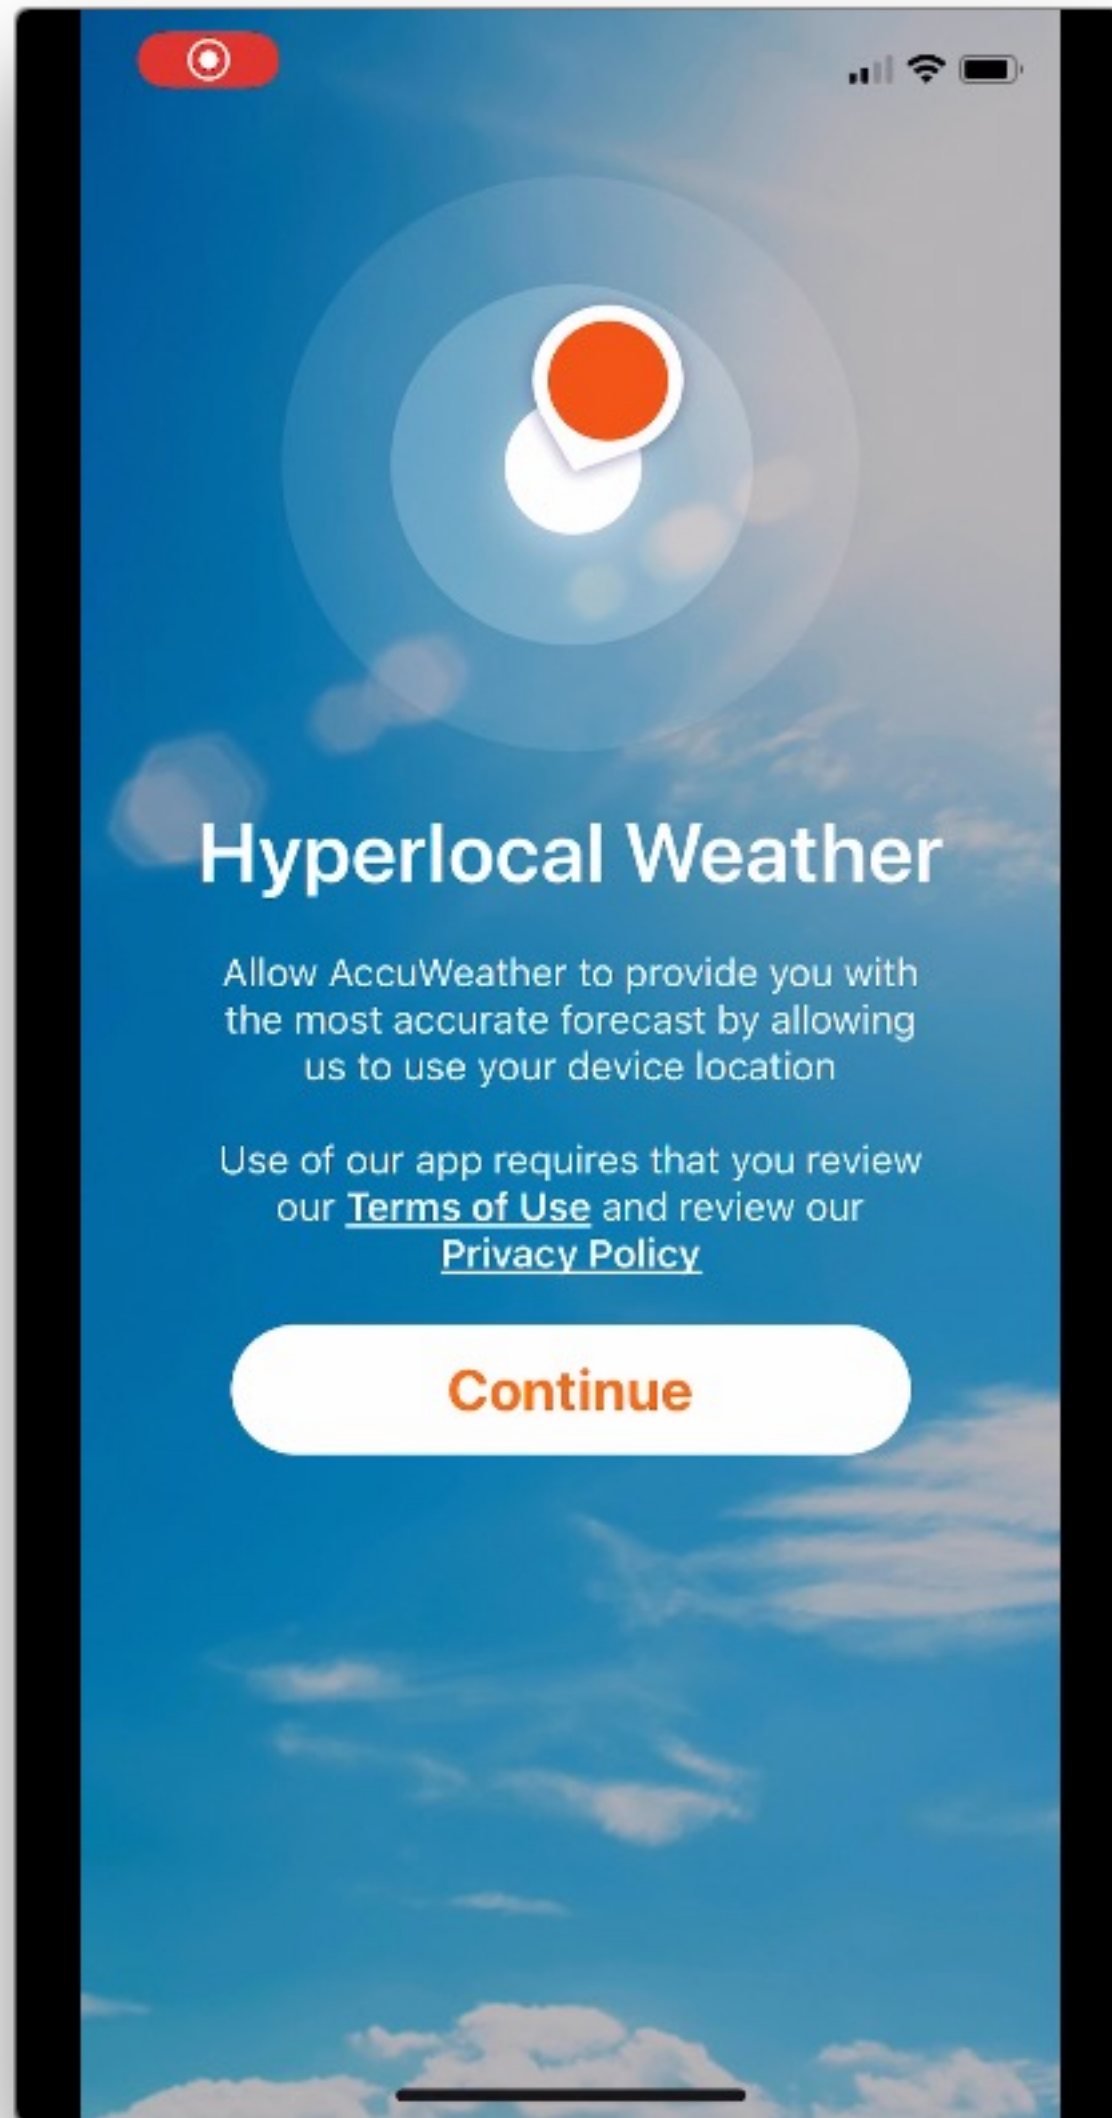 Hyperlocal Weather
Allow AccuWeather to provide you with
the most accurate forecast by allowing
us to use your device location
Use of our app requires that you review
our Terms of Use and review our
Privacy Policy
Continue